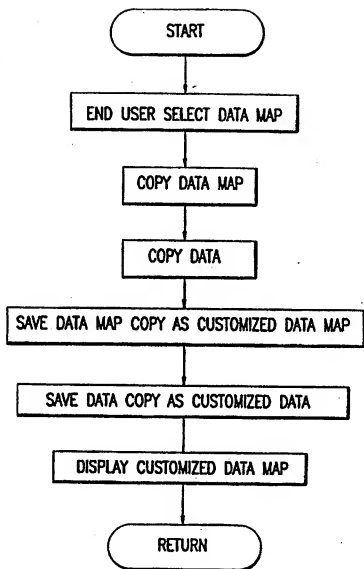 START
END USER SELECT DATA MAP
COPY DATA MAP
COPY DATA
SAVE DATA MAP COPY AS CUSTOMIZED DATA MAP
SAVE DATA COPY AS CUSTOMIZED DATA
DISPLAY CUSTOMIZED DATA MAP
RETURN